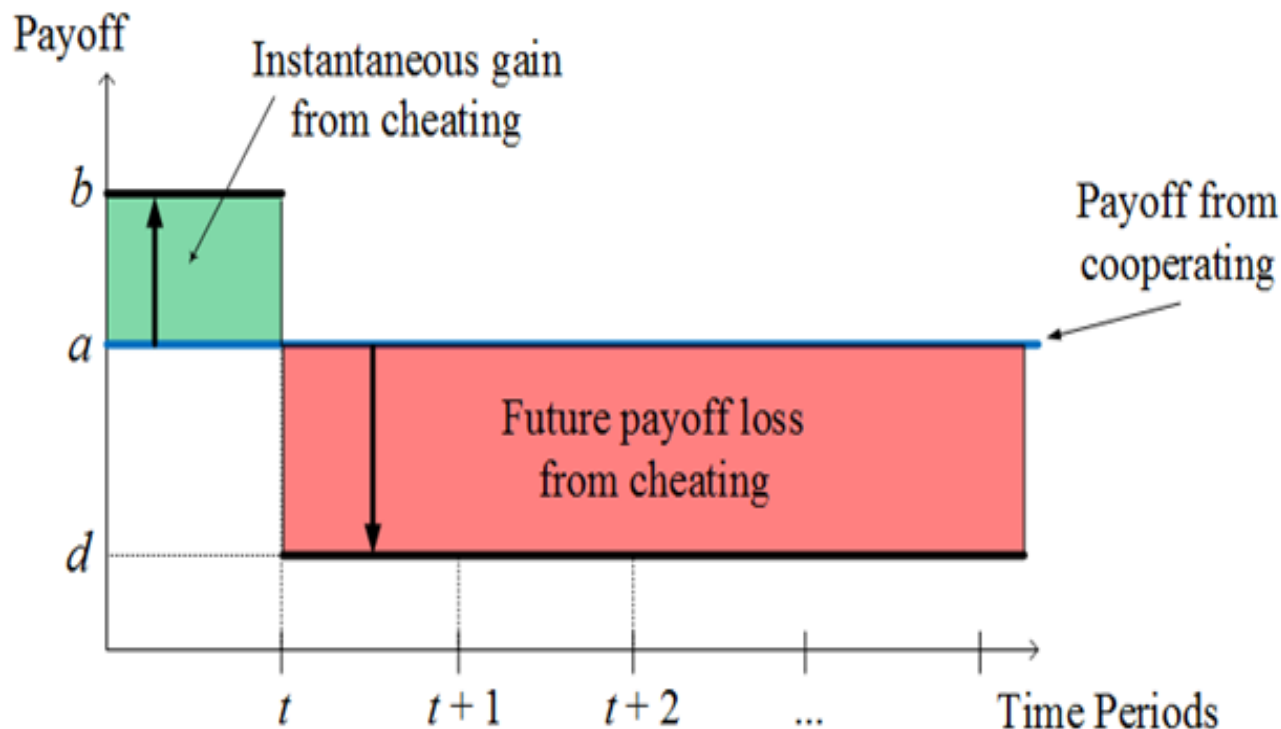 Payoff
Instantaneous gain
from cheating
b
Payoff from
cooperating
a
Future payoff loss
from cheating
d
t
t + 1
t + 2
...
Time Periods